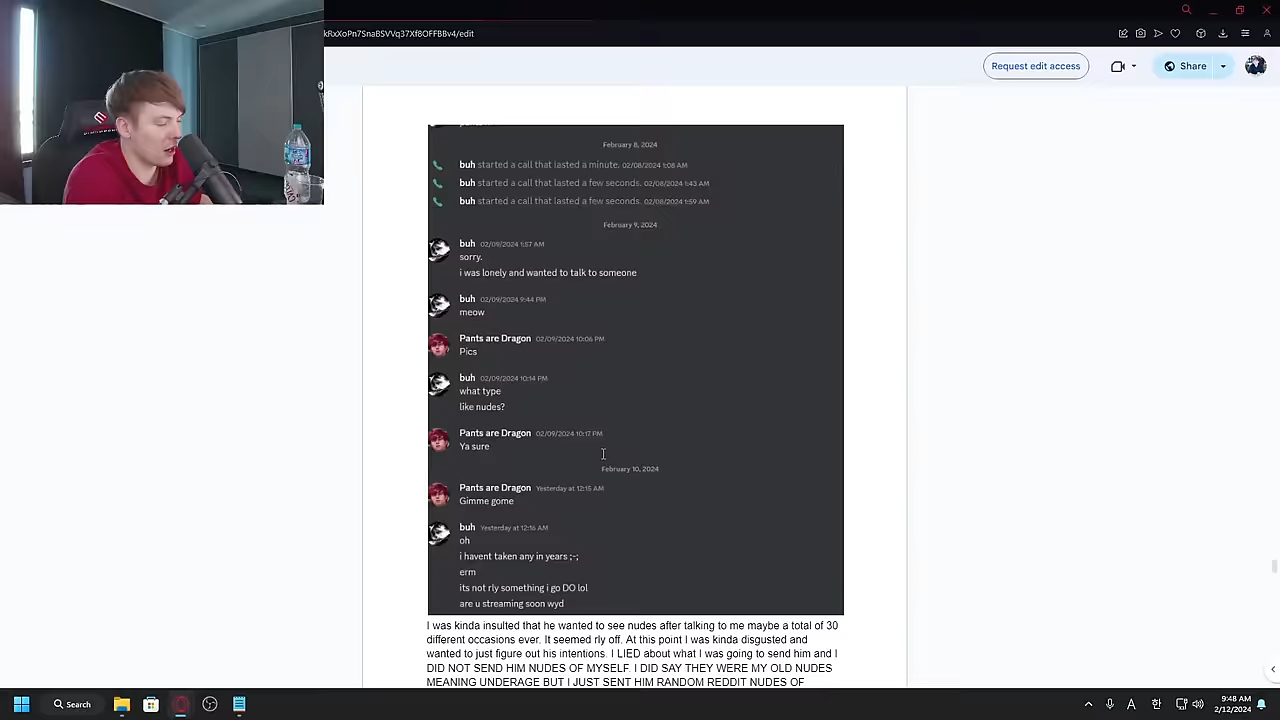 kRxXoPn7SnaBSVVq37Xf8OFFBBv4/edit
Request edit access
Share
February 8, 2024
buh started a call that lasted a minute. 02/08/2024 1:08 AM
buh started a call that lasted a few seconds. 02/08/2024 1:43 AM
buh started a call that lasted a few seconds. 02/08/2024 1:59 AM
February 9, 2024
buh 02/09/2024 1:57 AM
sorry.
i was lonely and wanted to talk to someone
buh 02/09/2024 9:44 PM
meow
Pants are Dragon 02/09/2024 10:06 PM
Pics
buh 02/09/2024 10:14 PM
what type
like nudes?
Pants are Dragon 02/09/2024 10:17 PM
Ya sure
February 10, 2024
Pants are Dragon Yesterday at 12:15 AM
Gimme gome
buh Yesterday at 12:16 AM
oh
i havent taken any in years ;-;
erm
its not rly something i go DO lol
are u streaming soon wyd
I was kinda insulted that he wanted to see nudes after talking to me maybe a total of 30
different occasions ever. It seemed rly off. At this point I was kinda disgusted and
wanted to just figure out his intentions. I LIED about what I was going to send him and I
DID NOT SEND HIM NUDES OF MYSELF. I DID SAY THEY WERE MY OLD NUDES
MEANING UNDERAGE BUT I JUST SENT HIM RANDOM REDDIT NUDES OF
Search
9:48 AM
2/12/2024